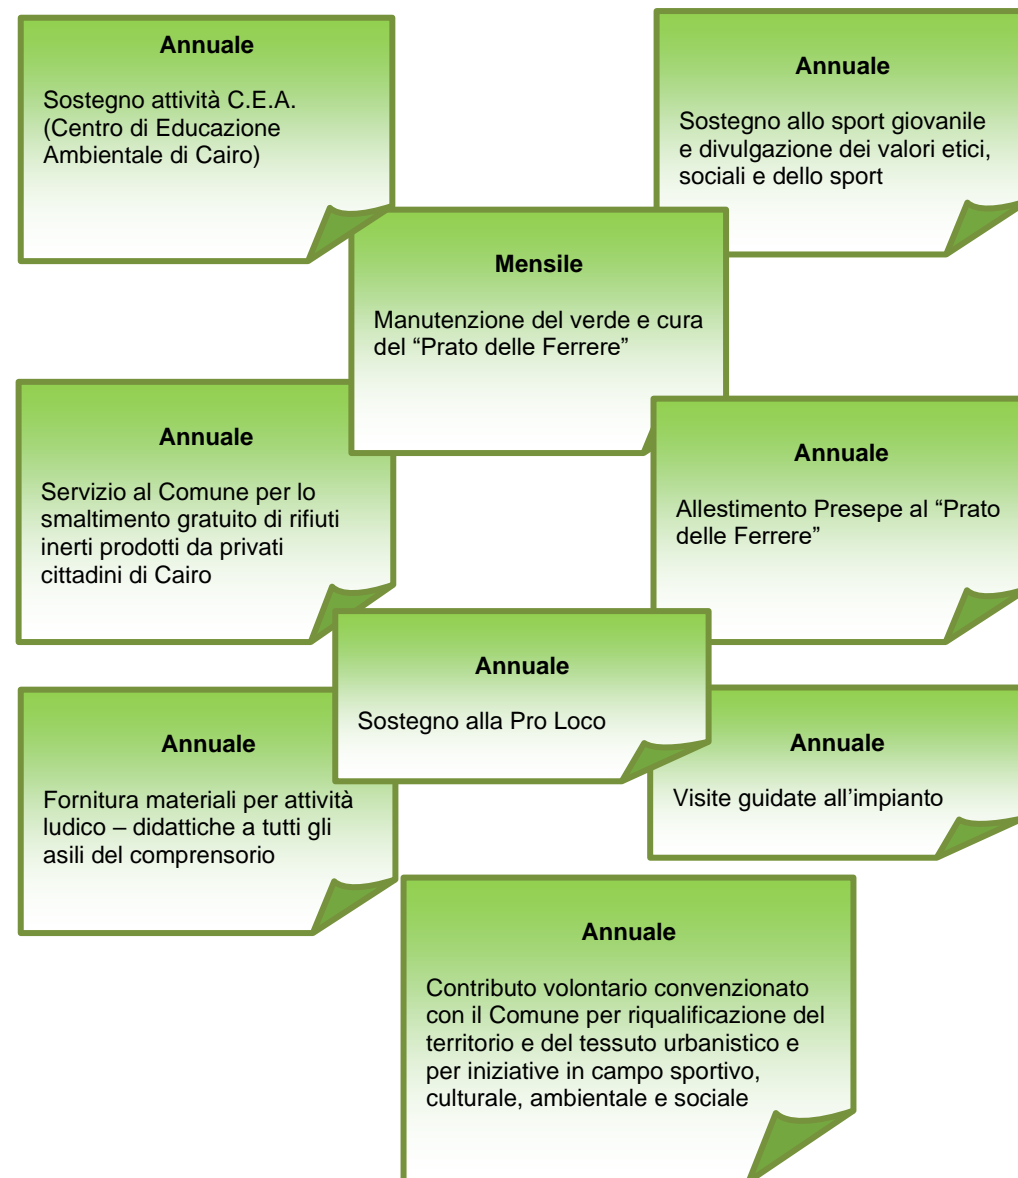 Annuale
Sostegno attività C.E.A.
(Centro di Educazione
Ambientale di Cairo)
Annuale
Sostegno allo sport giovanile
e divulgazione dei valori etici,
sociali e dello sport
Mensile
Manutenzione del verde e cura
del “Prato delle Ferrere”
Annuale
Servizio al Comune per lo
smaltimento gratuito di rifiuti
inerti prodotti da privati
cittadini di Cairo
Annuale
Allestimento Presepe al “Prato
delle Ferrere”
Annuale
Sostegno alla Pro Loco
Annuale
Fornitura materiali per attività
ludico – didattiche a tutti gli
asili del comprensorio
Annuale
Visite guidate all’impianto
Annuale
Contributo volontario convenzionato
con il Comune per riqualificazione del
territorio e del tessuto urbanistico e
per iniziative in campo sportivo,
culturale, ambientale e sociale